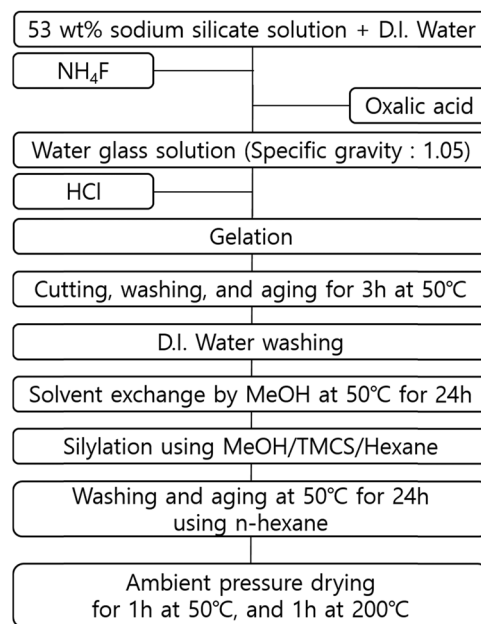 53 wt% sodium silicate solution + D.I. Water
NH₄F
Oxalic acid
Water glass solution (Specific gravity : 1.05)
HCl
Gelation
Cutting, washing, and aging for 3h at 50℃
D.I. Water washing
Solvent exchange by MeOH at 50℃ for 24h
Silylation using MeOH/TMCS/Hexane
Washing and aging at 50℃ for 24h
using n-hexane
Ambient pressure drying
for 1h at 50℃, and 1h at 200℃